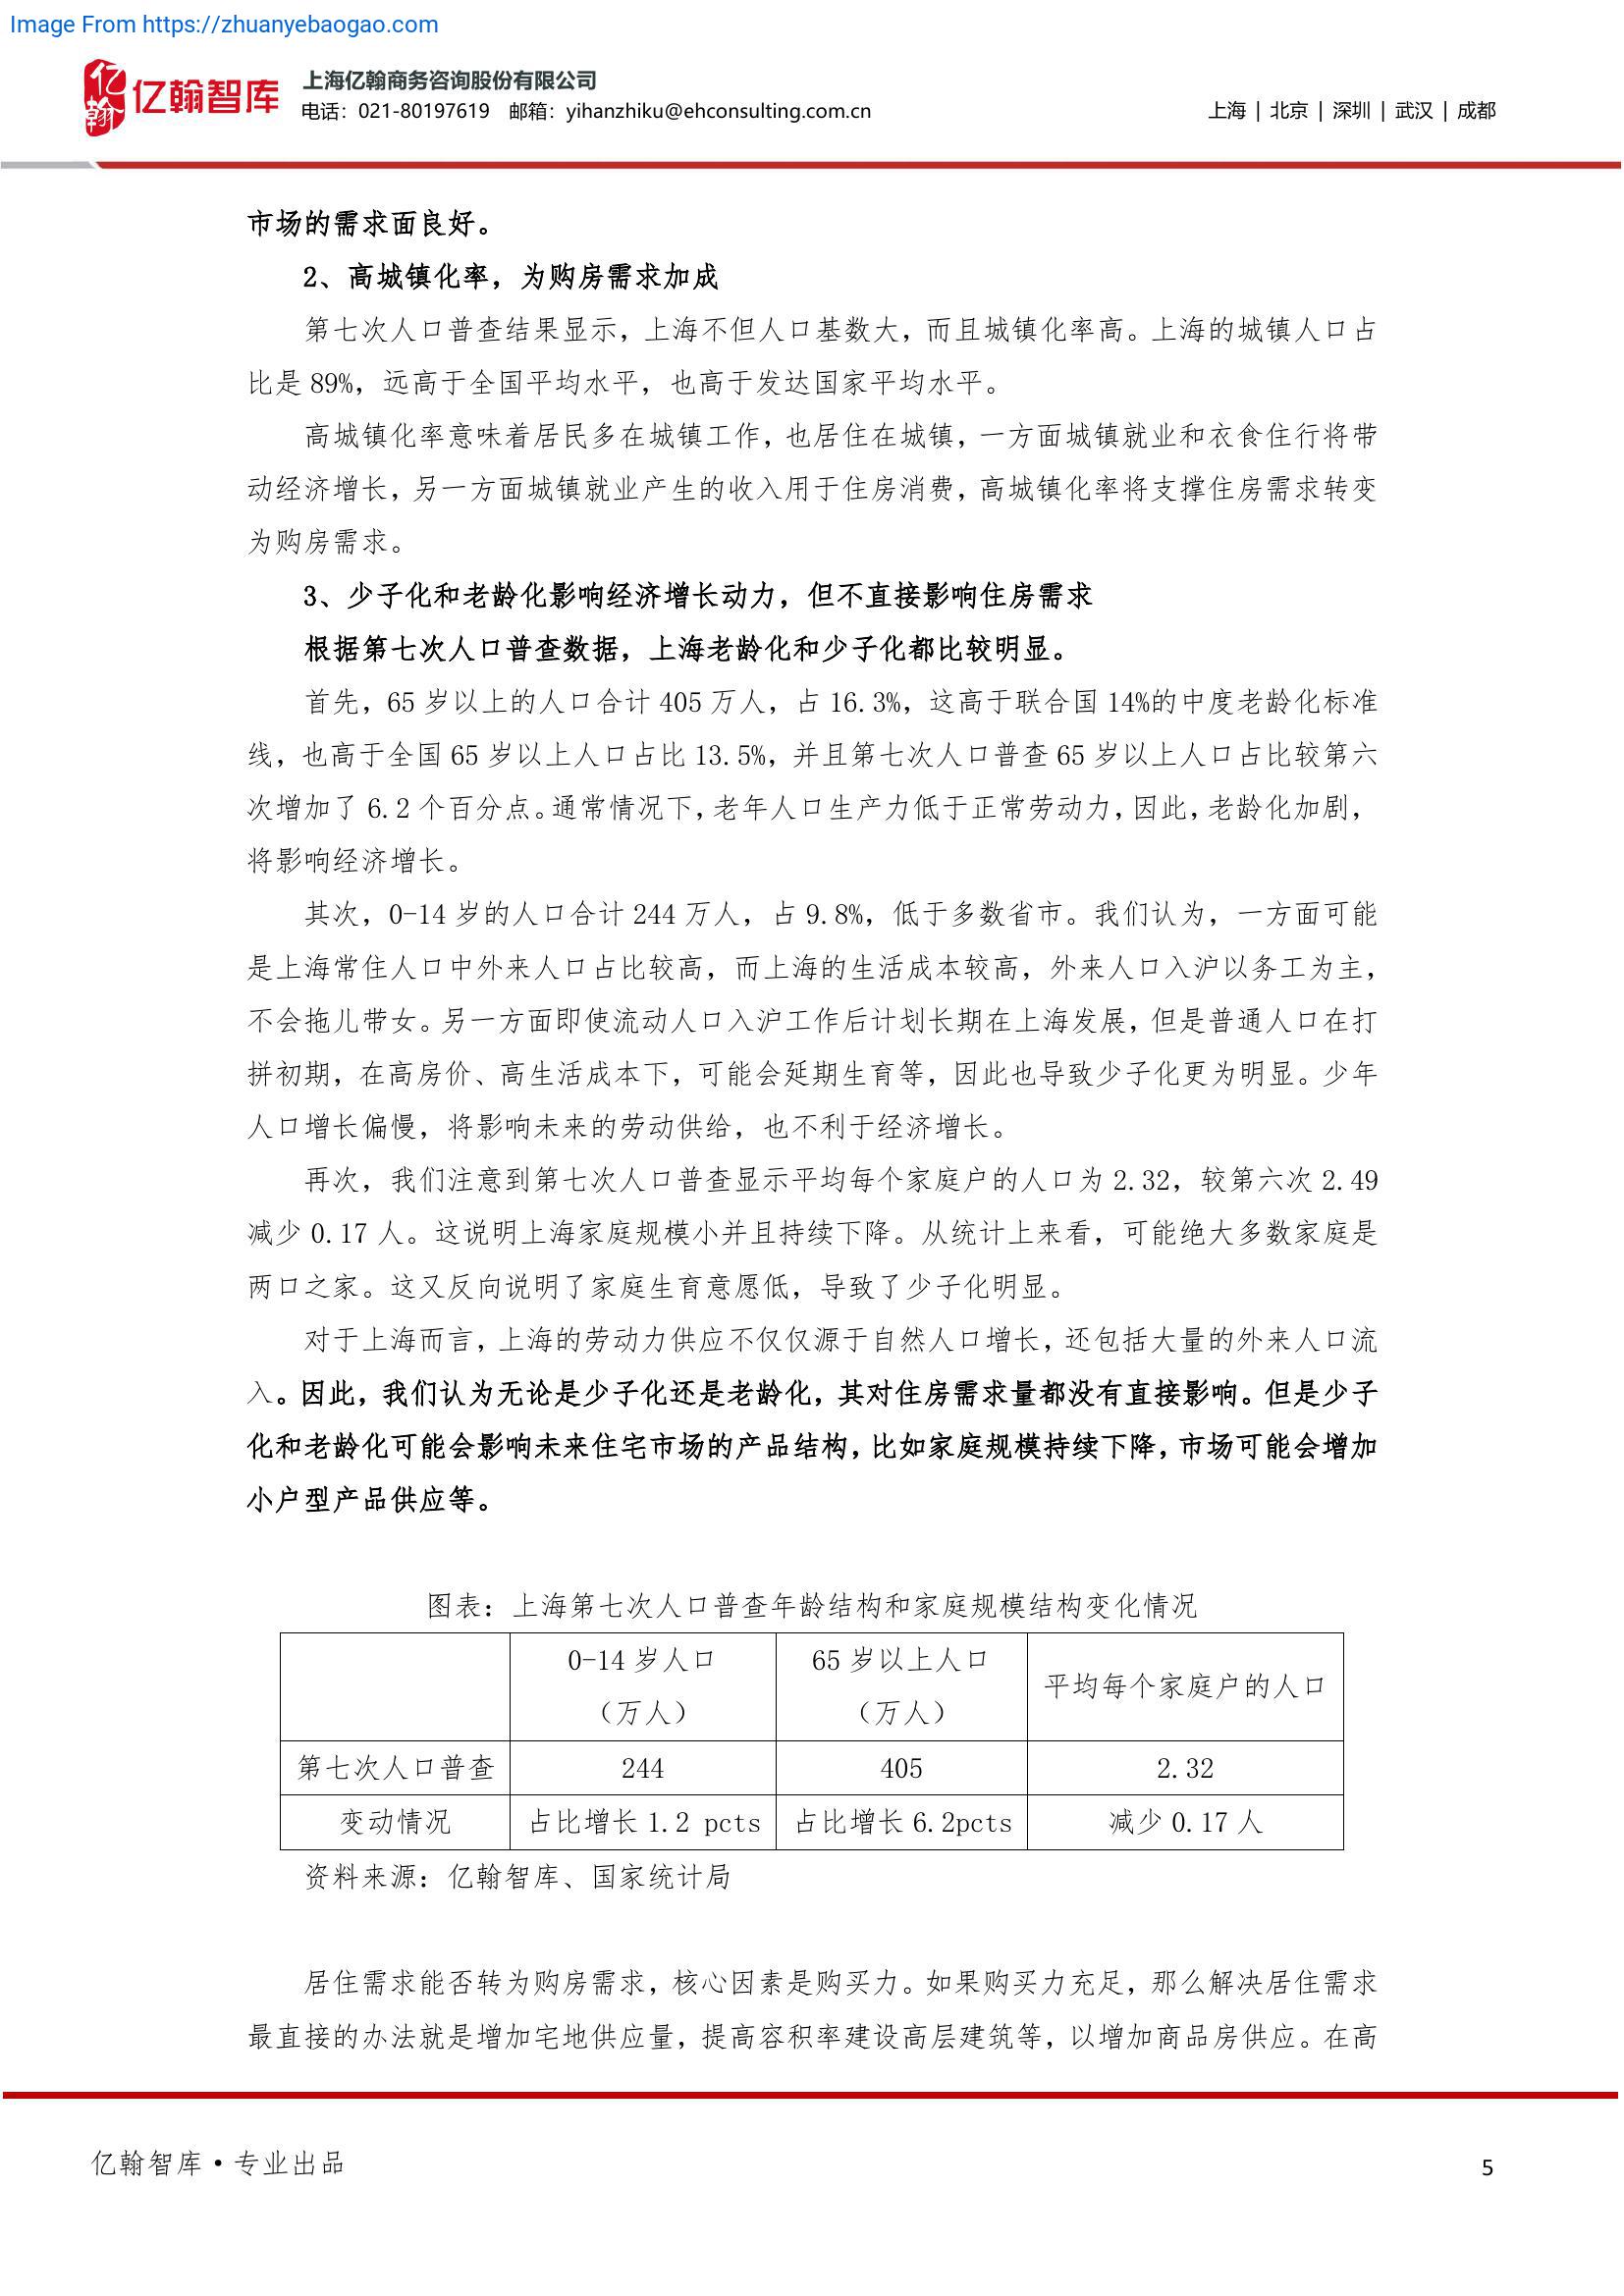 Image From https://zhuanyebaogao.com
亿翰
亿翰智库
上海亿翰商务咨询股份有限公司
电话：021-80197619 邮箱：yihanzhiku@ehconsulting.com.cn
上海 | 北京 | 深圳 | 武汉 | 成都
市场的需求面良好。
2、高城镇化率，为购房需求加成
第七次人口普查结果显示，上海不但人口基数大，而且城镇化率高。上海的城镇人口占
比是 89%，远高于全国平均水平，也高于发达国家平均水平。
高城镇化率意味着居民多在城镇工作，也居住在城镇，一方面城镇就业和衣食住行将带
动经济增长，另一方面城镇就业产生的收入用于住房消费，高城镇化率将支撑住房需求转变
为购房需求。
3、少子化和老龄化影响经济增长动力，但不直接影响住房需求
根据第七次人口普查数据，上海老龄化和少子化都比较明显。
首先，65 岁以上的人口合计 405 万人，占 16.3%，这高于联合国 14%的中度老龄化标准
线，也高于全国 65 岁以上人口占比 13.5%，并且第七次人口普查 65 岁以上人口占比较第六
次增加了 6.2 个百分点。通常情况下，老年人口生产力低于正常劳动力，因此，老龄化加剧，
将影响经济增长。
其次，0-14 岁的人口合计 244 万人，占 9.8%，低于多数省市。我们认为，一方面可能
是上海常住人口中外来人口占比较高，而上海的生活成本较高，外来人口入沪以务工为主，
不会拖儿带女。另一方面即使流动人口入沪工作后计划长期在上海发展，但是普通人口在打
拼初期，在高房价、高生活成本下，可能会延期生育等，因此也导致少子化更为明显。少年
人口增长偏慢，将影响未来的劳动供给，也不利于经济增长。
再次，我们注意到第七次人口普查显示平均每个家庭户的人口为 2.32，较第六次 2.49
减少 0.17 人。这说明上海家庭规模小并且持续下降。从统计上来看，可能绝大多数家庭是
两口之家。这又反向说明了家庭生育意愿低，导致了少子化明显。
对于上海而言，上海的劳动力供应不仅仅源于自然人口增长，还包括大量的外来人口流
入。因此，我们认为无论是少子化还是老龄化，其对住房需求量都没有直接影响。但是少子
化和老龄化可能会影响未来住宅市场的产品结构，比如家庭规模持续下降，市场可能会增加
小户型产品供应等。
图表：上海第七次人口普查年龄结构和家庭规模结构变化情况
0-14 岁人口 65 岁以上人口 平均每个家庭户的人口
（万人） （万人）
第七次人口普查 244 405 2.32
变动情况 占比增长 1.2 pcts 占比增长 6.2pcts 减少 0.17 人
资料来源：亿翰智库、国家统计局
居住需求能否转为购房需求，核心因素是购买力。如果购买力充足，那么解决居住需求
最直接的办法就是增加宅地供应量，提高容积率建设高层建筑等，以增加商品房供应。在高
亿翰智库·专业出品
5